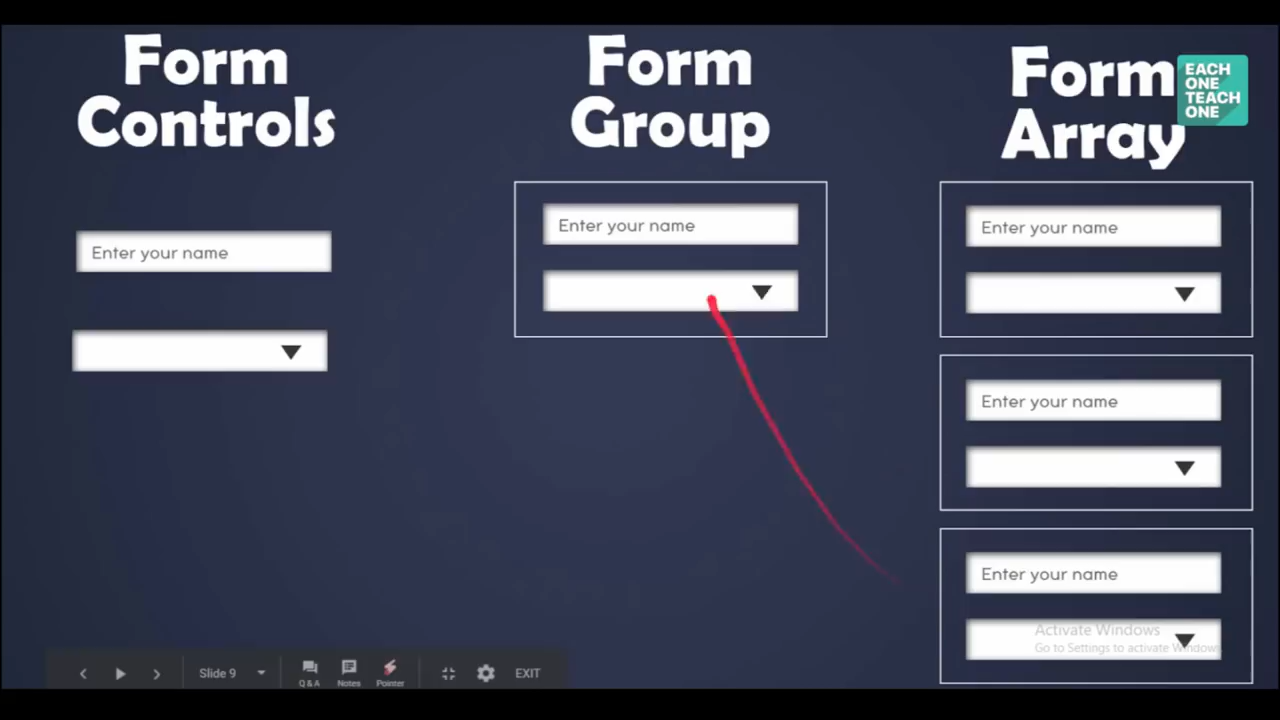 Form
Controls
Enter your name
Form
Group
Enter your name
Form
Array
EACH
ONE
TEACH
ONE
Enter your name
Enter your name
Enter your name
Activate Windows
Go to Settings to activate Windows
Slide 9
Q & A
Notes
Pointer
EXIT